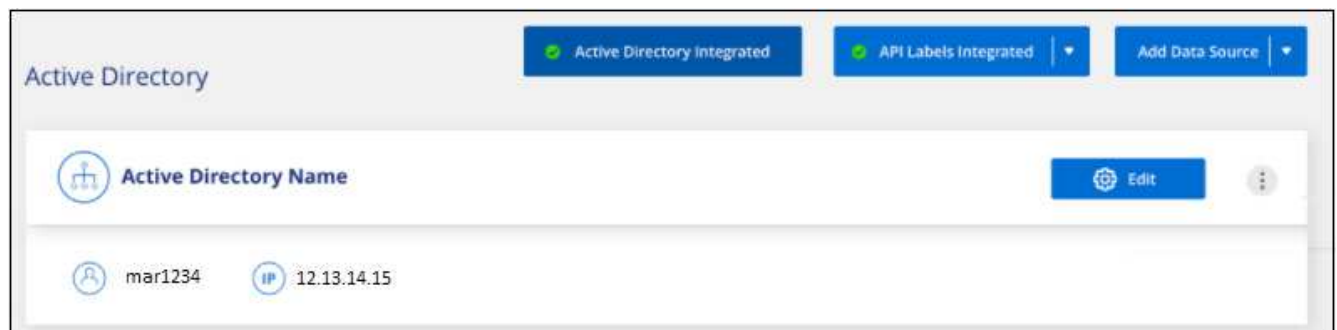 Active Directory Integrated
API Labels Integrated
Add Data Source
Active Directory
Active Directory Name
Edit
mar1234
IP
12.13.14.15